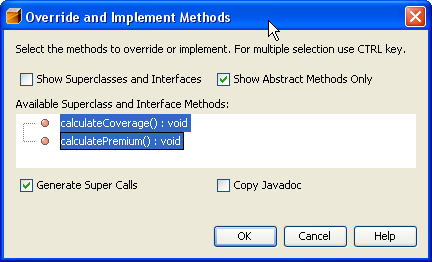 Override and Implement Methods
Select the methods to override or implement. For multiple selection use CTRL key.
Show Superclasses and Interfaces Show Abstract Methods Only
Available Superclass and Interface Methods:
calculateCoverage() : void
calculatePremium() : void
Generate Super Calls Copy Javadoc
OK Cancel Help